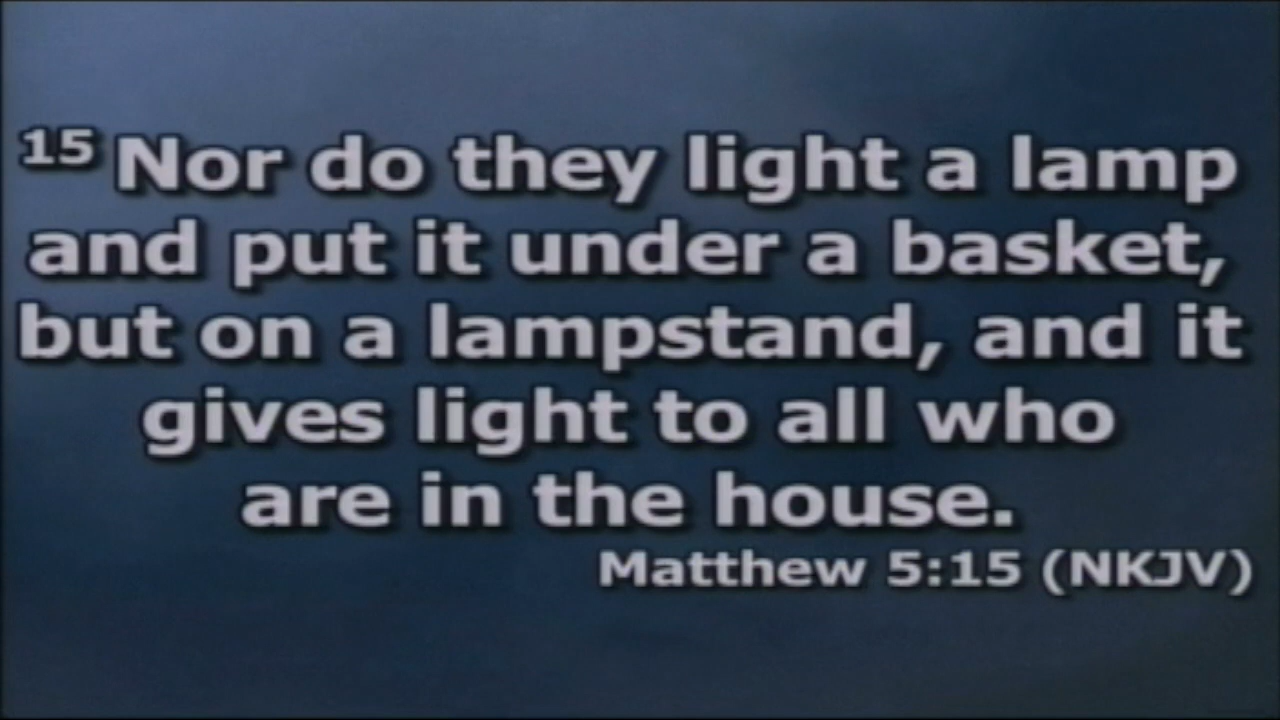 15 Nor do they light a lamp
and put it under a basket,
but on a lampstand, and it
gives light to all who
are in the house.
Matthew 5:15 (NKJV)